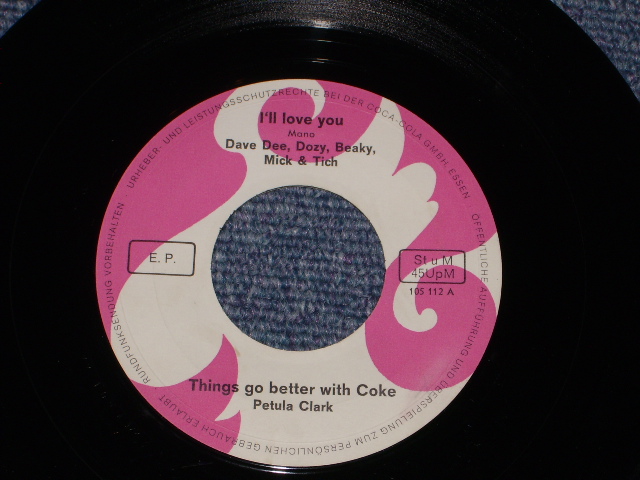 I'll love you
Mano
Dave Dee, Dozy, Beaky,
Mick & Tich
E. P.
St u M
45UpM
105 112 A
Things go better with Coke
Petula Clark
URHEBER- UND LEISTUNGSSCHUTZRECHTE BEI DER COCA-COLA GMBH, ESSEN · ÖFFENTLICHE AUFFÜHRUNG UND ÜBERSPIELUNG ZUM PERSÖNLICHEN GEBRAUCH ERLAUBT · RUNDFUNKSENDUNG VORBEHALTEN ·